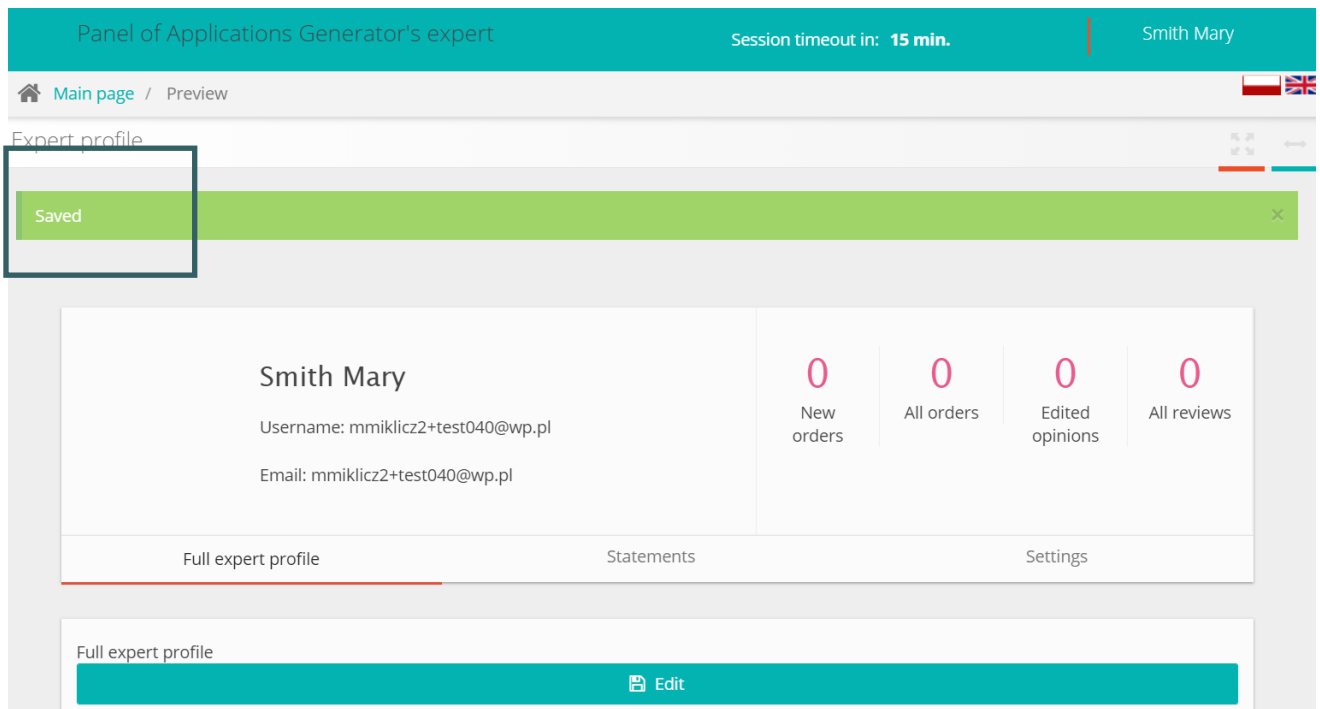 Panel of Applications Generator's expert
Session timeout in: 15 min.
Smith Mary
Main page / Preview
Expert profile
Saved
×
Smith Mary
Username: mmiklicz2+test040@wp.pl
Email: mmiklicz2+test040@wp.pl
0
New
orders
0
All orders
0
Edited
opinions
0
All reviews
Full expert profile
Statements
Settings
Full expert profile
Edit